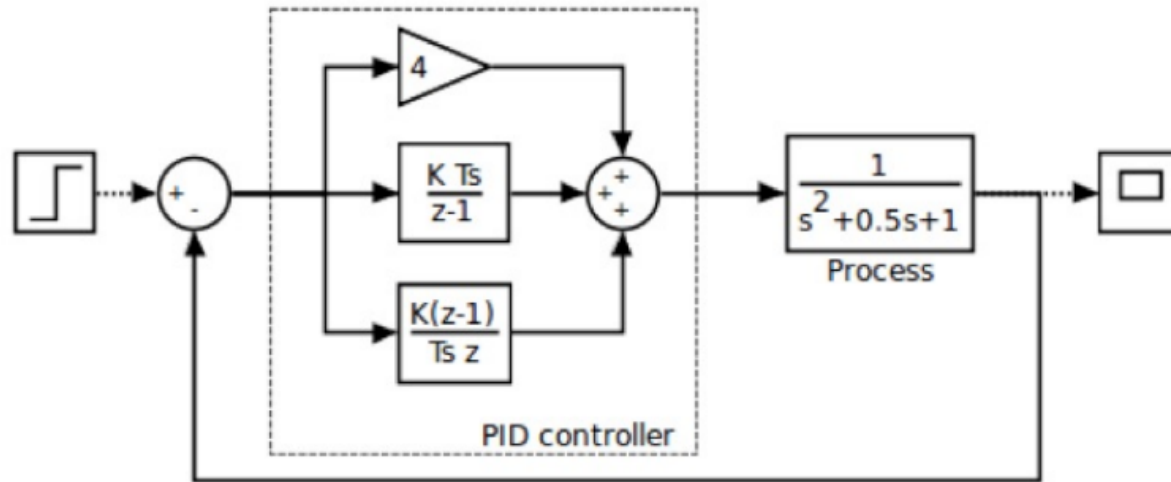 4
+
-
K Ts
z-1
+
+
+
1
s²+0.5s+1
Process
K(z-1)
Ts z
PID controller